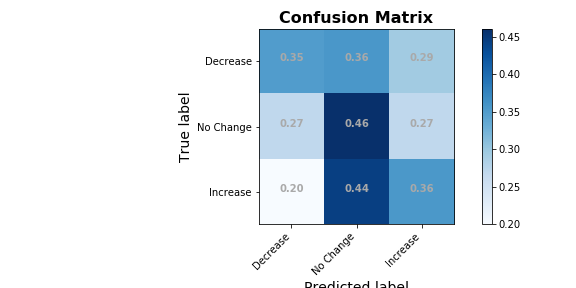 Confusion Matrix
True label
Decrease
0.35 0.36 0.29
No Change
0.27 0.46 0.27
Increase
0.20 0.44 0.36
Decrease
No Change
Increase
Predicted label
0.45
0.40
0.35
0.30
0.25
0.20